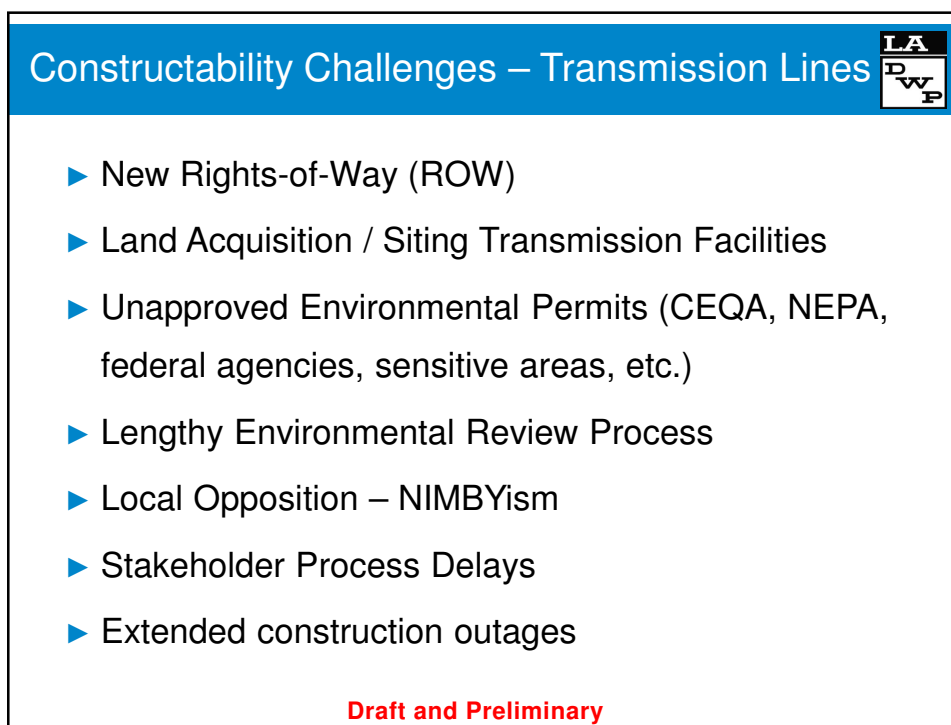 Constructability Challenges – Transmission Lines
LA
DWP
► New Rights-of-Way (ROW)
► Land Acquisition / Siting Transmission Facilities
► Unapproved Environmental Permits (CEQA, NEPA,
federal agencies, sensitive areas, etc.)
► Lengthy Environmental Review Process
► Local Opposition – NIMBYism
► Stakeholder Process Delays
► Extended construction outages
Draft and Preliminary